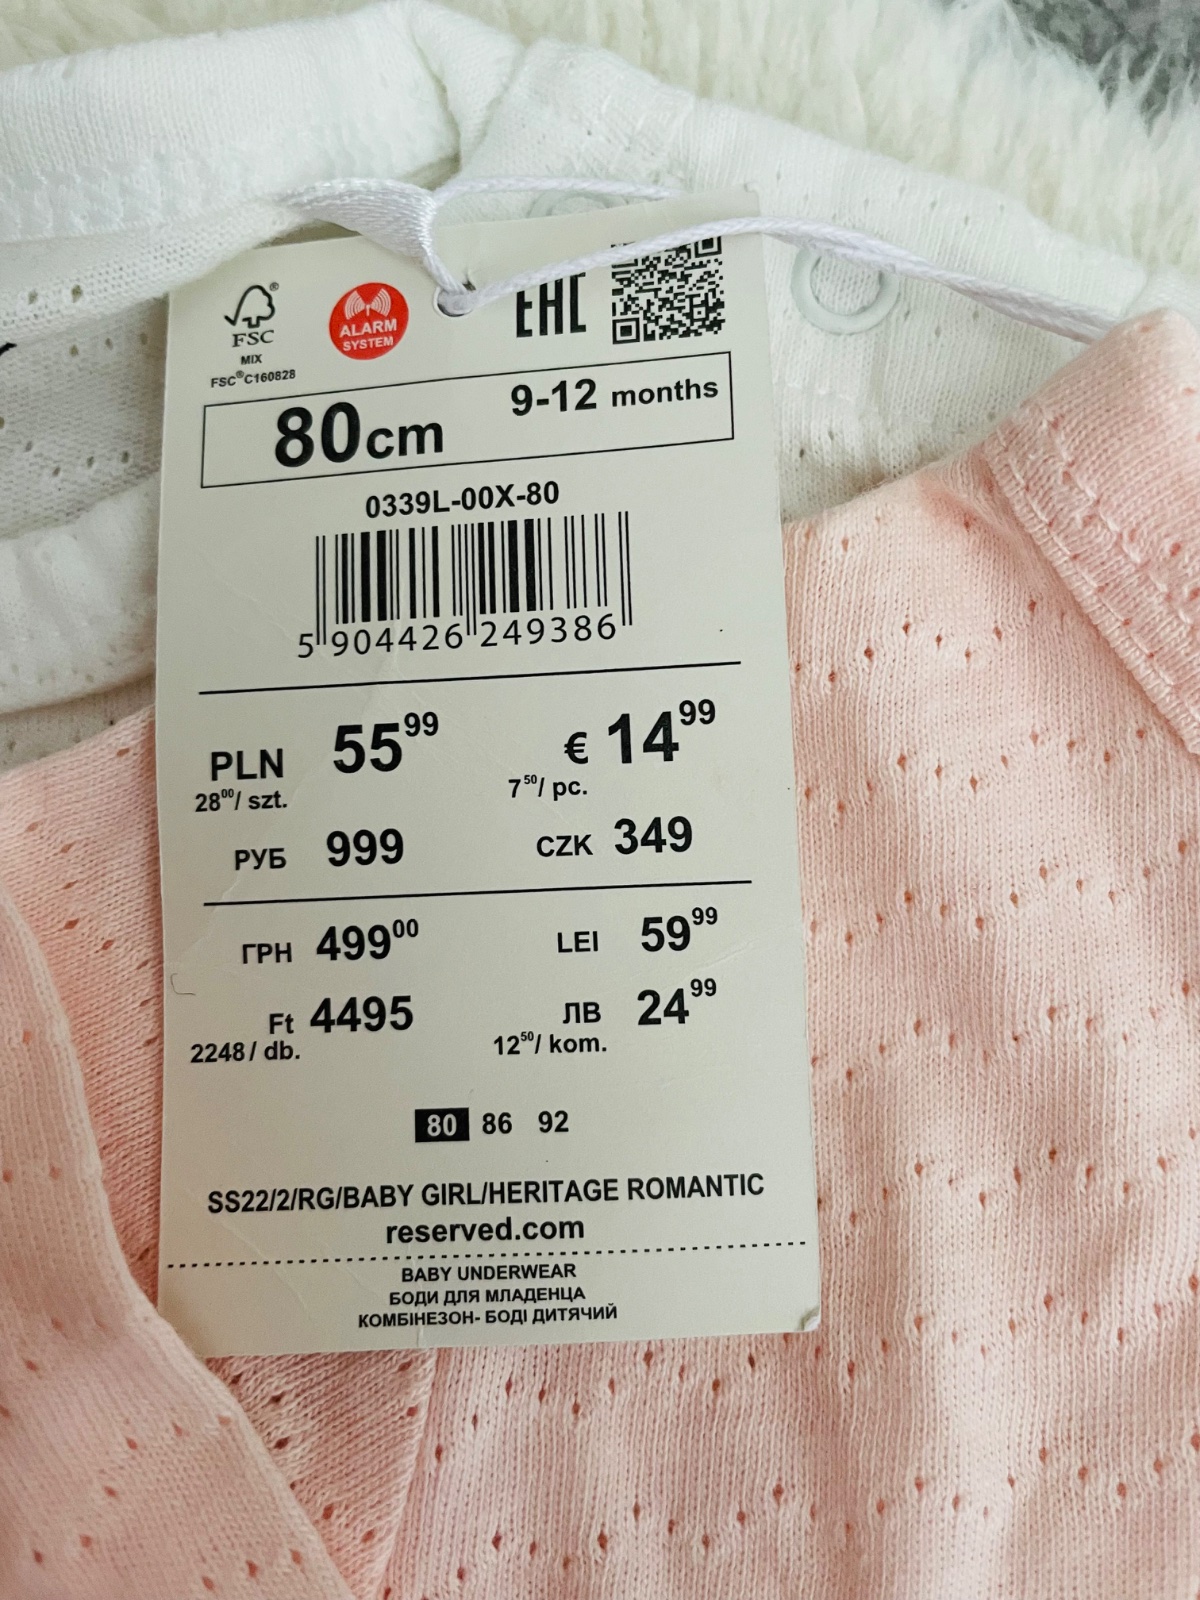 FSC®
MIX
FSC®C160828
ALARM
SYSTEM
EAC
80cm 9-12 months
0339L-00X-80
5 904426 249386
PLN 55⁹⁹ € 14⁹⁹
28⁰⁰/ szt. 7⁵⁰/ pc.
РУБ 999 CZK 349
ГРН 499⁰⁰ LEI 59⁹⁹
Ft 4495 ЛВ 24⁹⁹
2248/ db. 12⁵⁰/ kom.
80 86 92
SS22/2/RG/BABY GIRL/HERITAGE ROMANTIC
reserved.com
BABY UNDERWEAR
БОДИ ДЛЯ МЛАДЕНЦА
КОМБІНЕЗОН- БОДІ ДИТЯЧИЙ